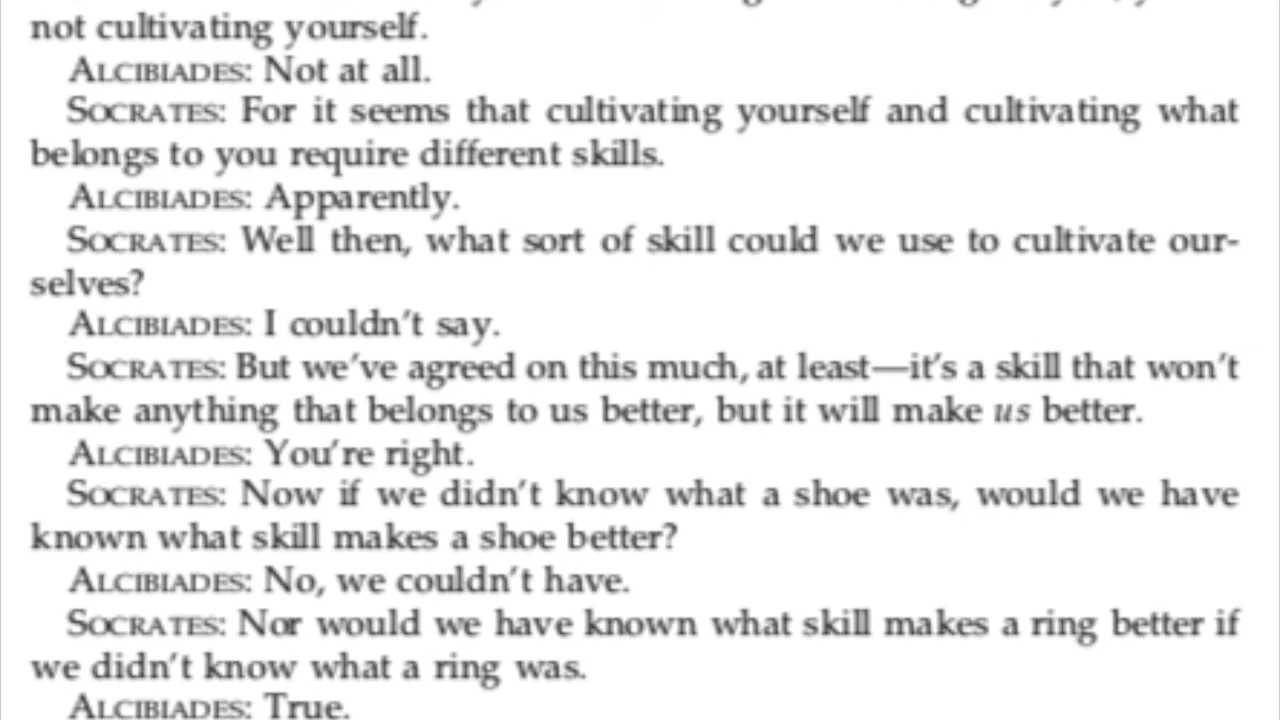 not cultivating yourself.
ALCIBIADES: Not at all.
SOCRATES: For it seems that cultivating yourself and cultivating what
belongs to you require different skills.
ALCIBIADES: Apparently.
SOCRATES: Well then, what sort of skill could we use to cultivate our-
selves?
ALCIBIADES: I couldn't say.
SOCRATES: But we've agreed on this much, at least—it's a skill that won't
make anything that belongs to us better, but it will make us better.
ALCIBIADES: You're right.
SOCRATES: Now if we didn't know what a shoe was, would we have
known what skill makes a shoe better?
ALCIBIADES: No, we couldn't have.
SOCRATES: Nor would we have known what skill makes a ring better if
we didn't know what a ring was.
ALCIBIADES: True.